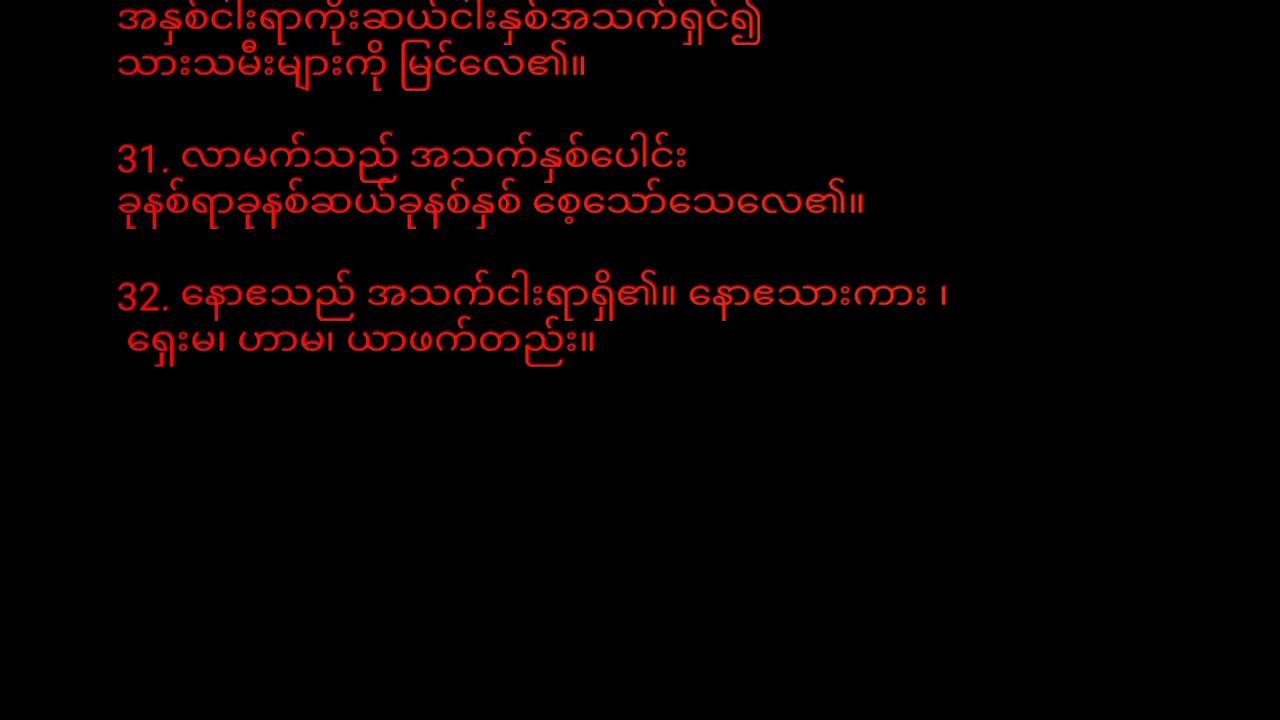 အနှစ်ငါးရာကိုးဆယ်ငါးနှစ်အသက်ရှင်၍
သားသမီးများကို မြင်လေ၏။
31. လာမက်သည် အသက်နှစ်ပေါင်း
ခုနစ်ရာခုနစ်ဆယ်ခုနစ်နှစ် စေ့သော်သေလေ၏။
32. နောဧသည် အသက်ငါးရာရှိ၏။ နောဧသားကား ၊
ရှေးမ၊ ဟာမ၊ ယာဖက်တည်း။